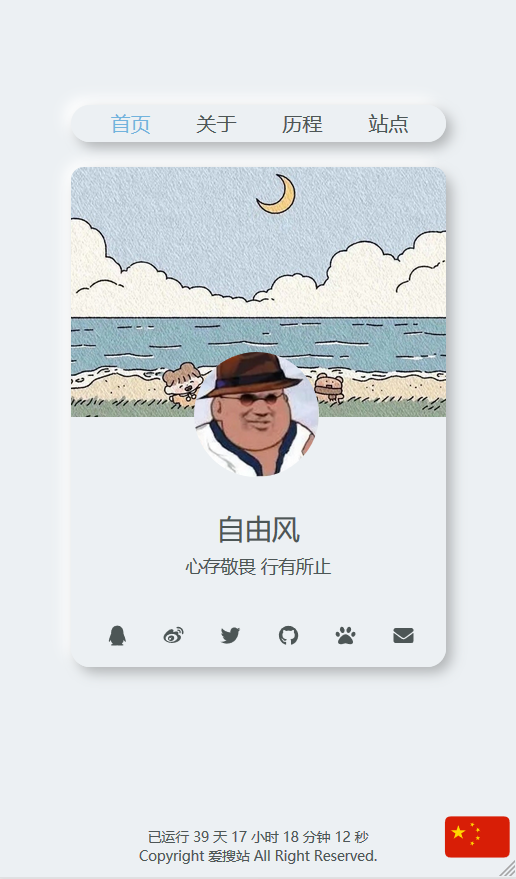 首页 关于 历程 站点
自由风
心存敬畏 行有所止
已运行 39 天 17 小时 18 分钟 12 秒
Copyright 爱搜站 All Right Reserved.